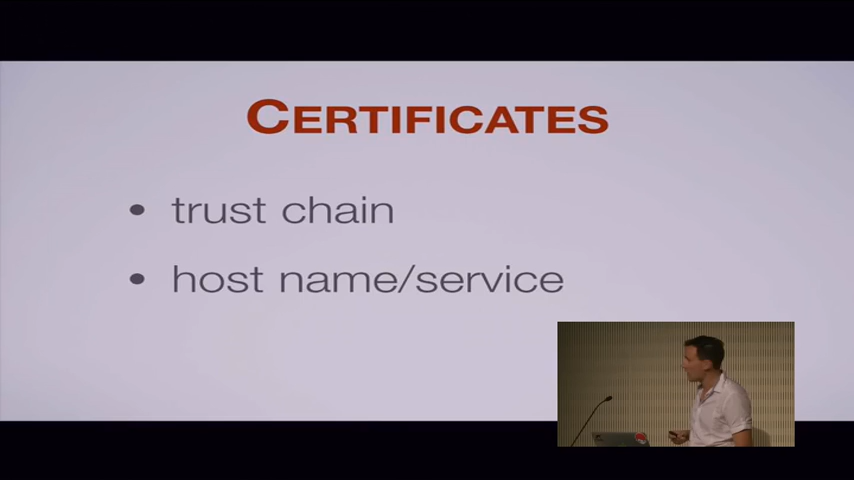 CERTIFICATES
• trust chain
• host name/service